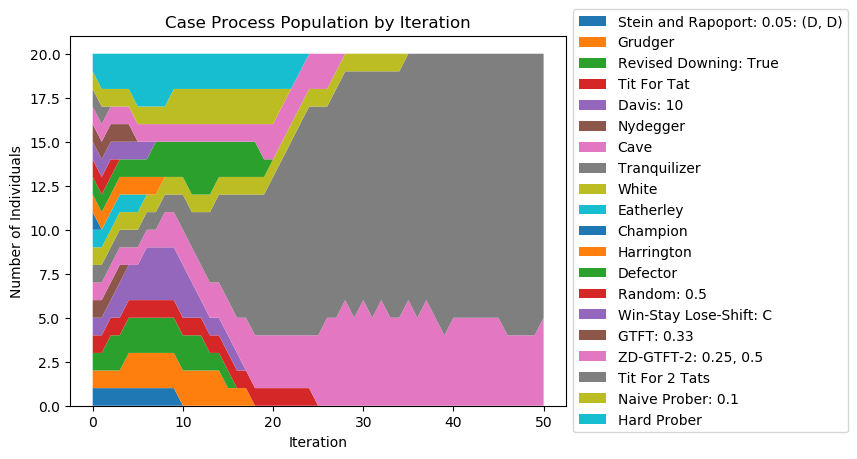 Case Process Population by Iteration
Number of Individuals
20.0
17.5
15.0
12.5
10.0
7.5
5.0
2.5
0.0
0
10
20
30
40
50
Iteration
Stein and Rapoport: 0.05: (D, D)
Grudger
Revised Downing: True
Tit For Tat
Davis: 10
Nydegger
Cave
Tranquilizer
White
Eatherley
Champion
Harrington
Defector
Random: 0.5
Win-Stay Lose-Shift: C
GTFT: 0.33
ZD-GTFT-2: 0.25, 0.5
Tit For 2 Tats
Naive Prober: 0.1
Hard Prober